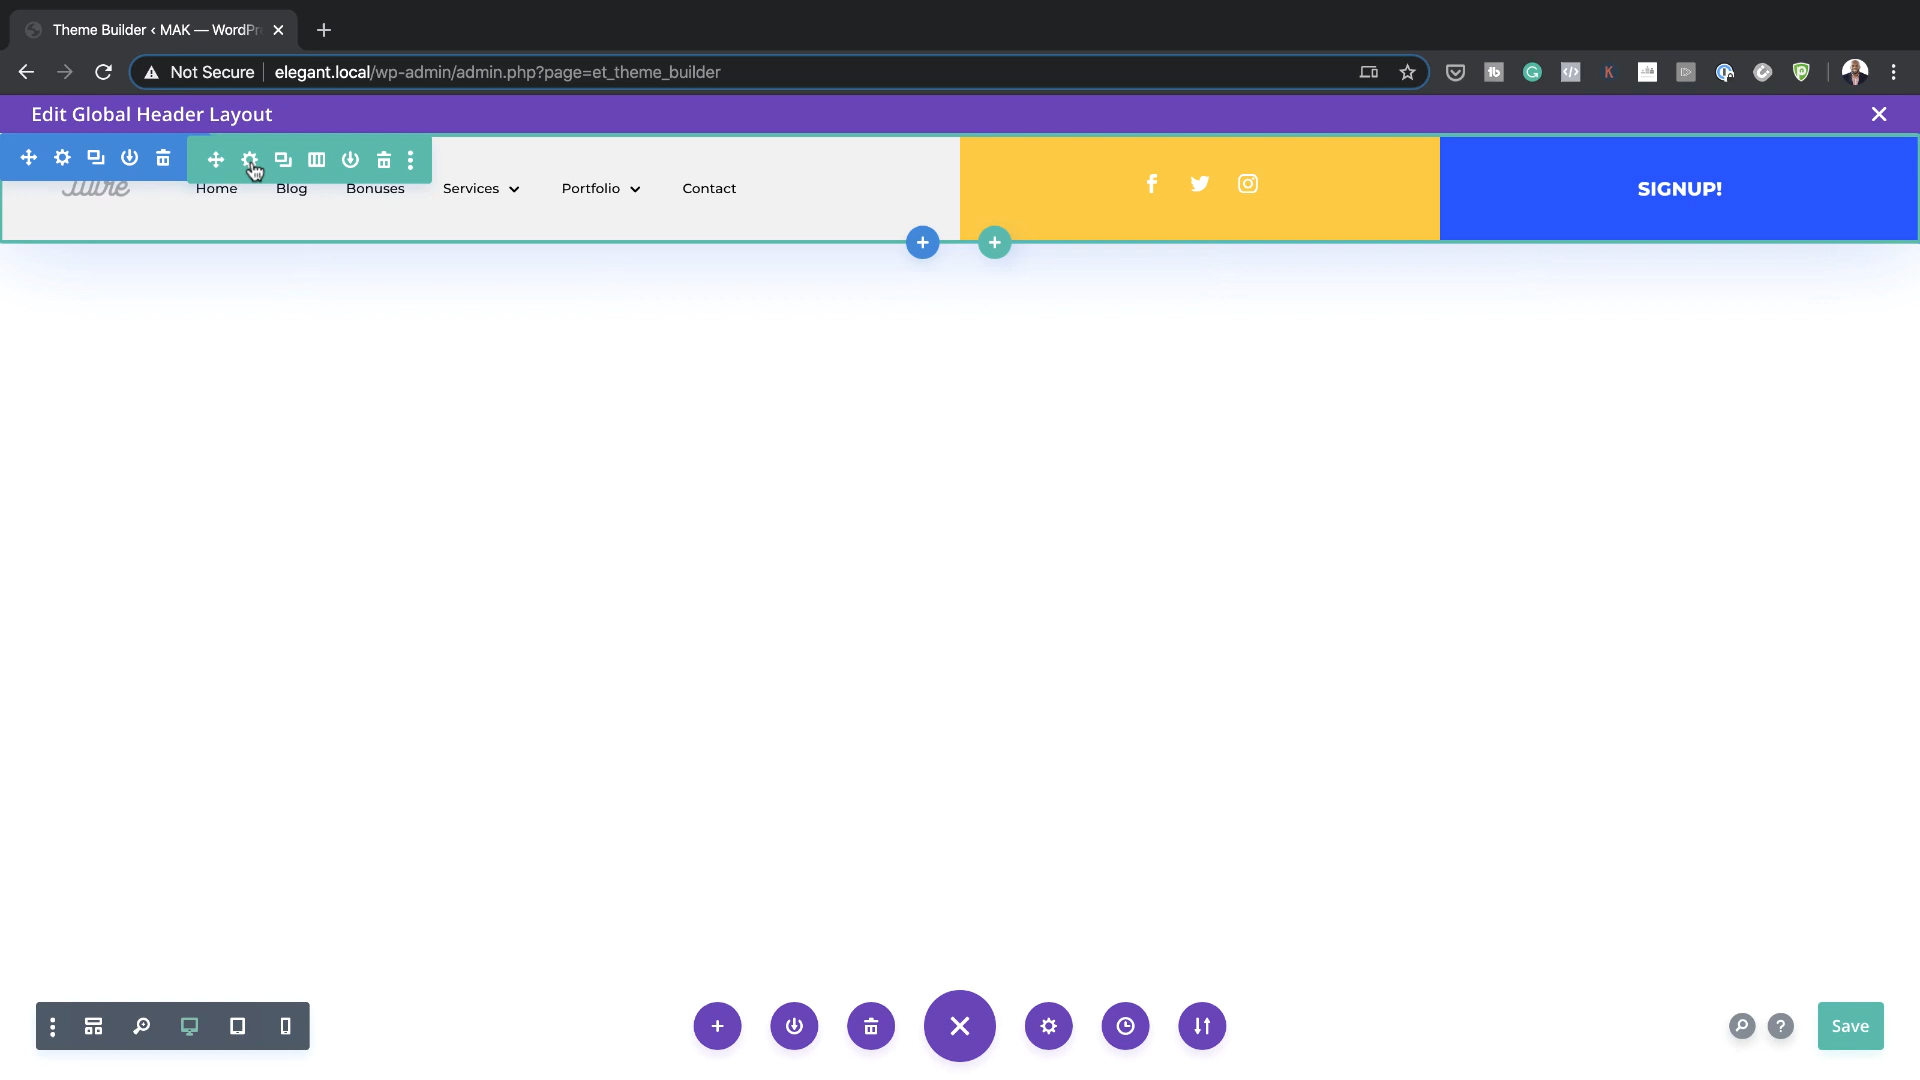 Theme Builder ‹ MAK — WordPr
Not Secure
elegant.local/wp-admin/admin.php?page=et_theme_builder
Edit Global Header Layout
Home
Blog
Bonuses
Services
Portfolio
Contact
SIGNUP!
Save